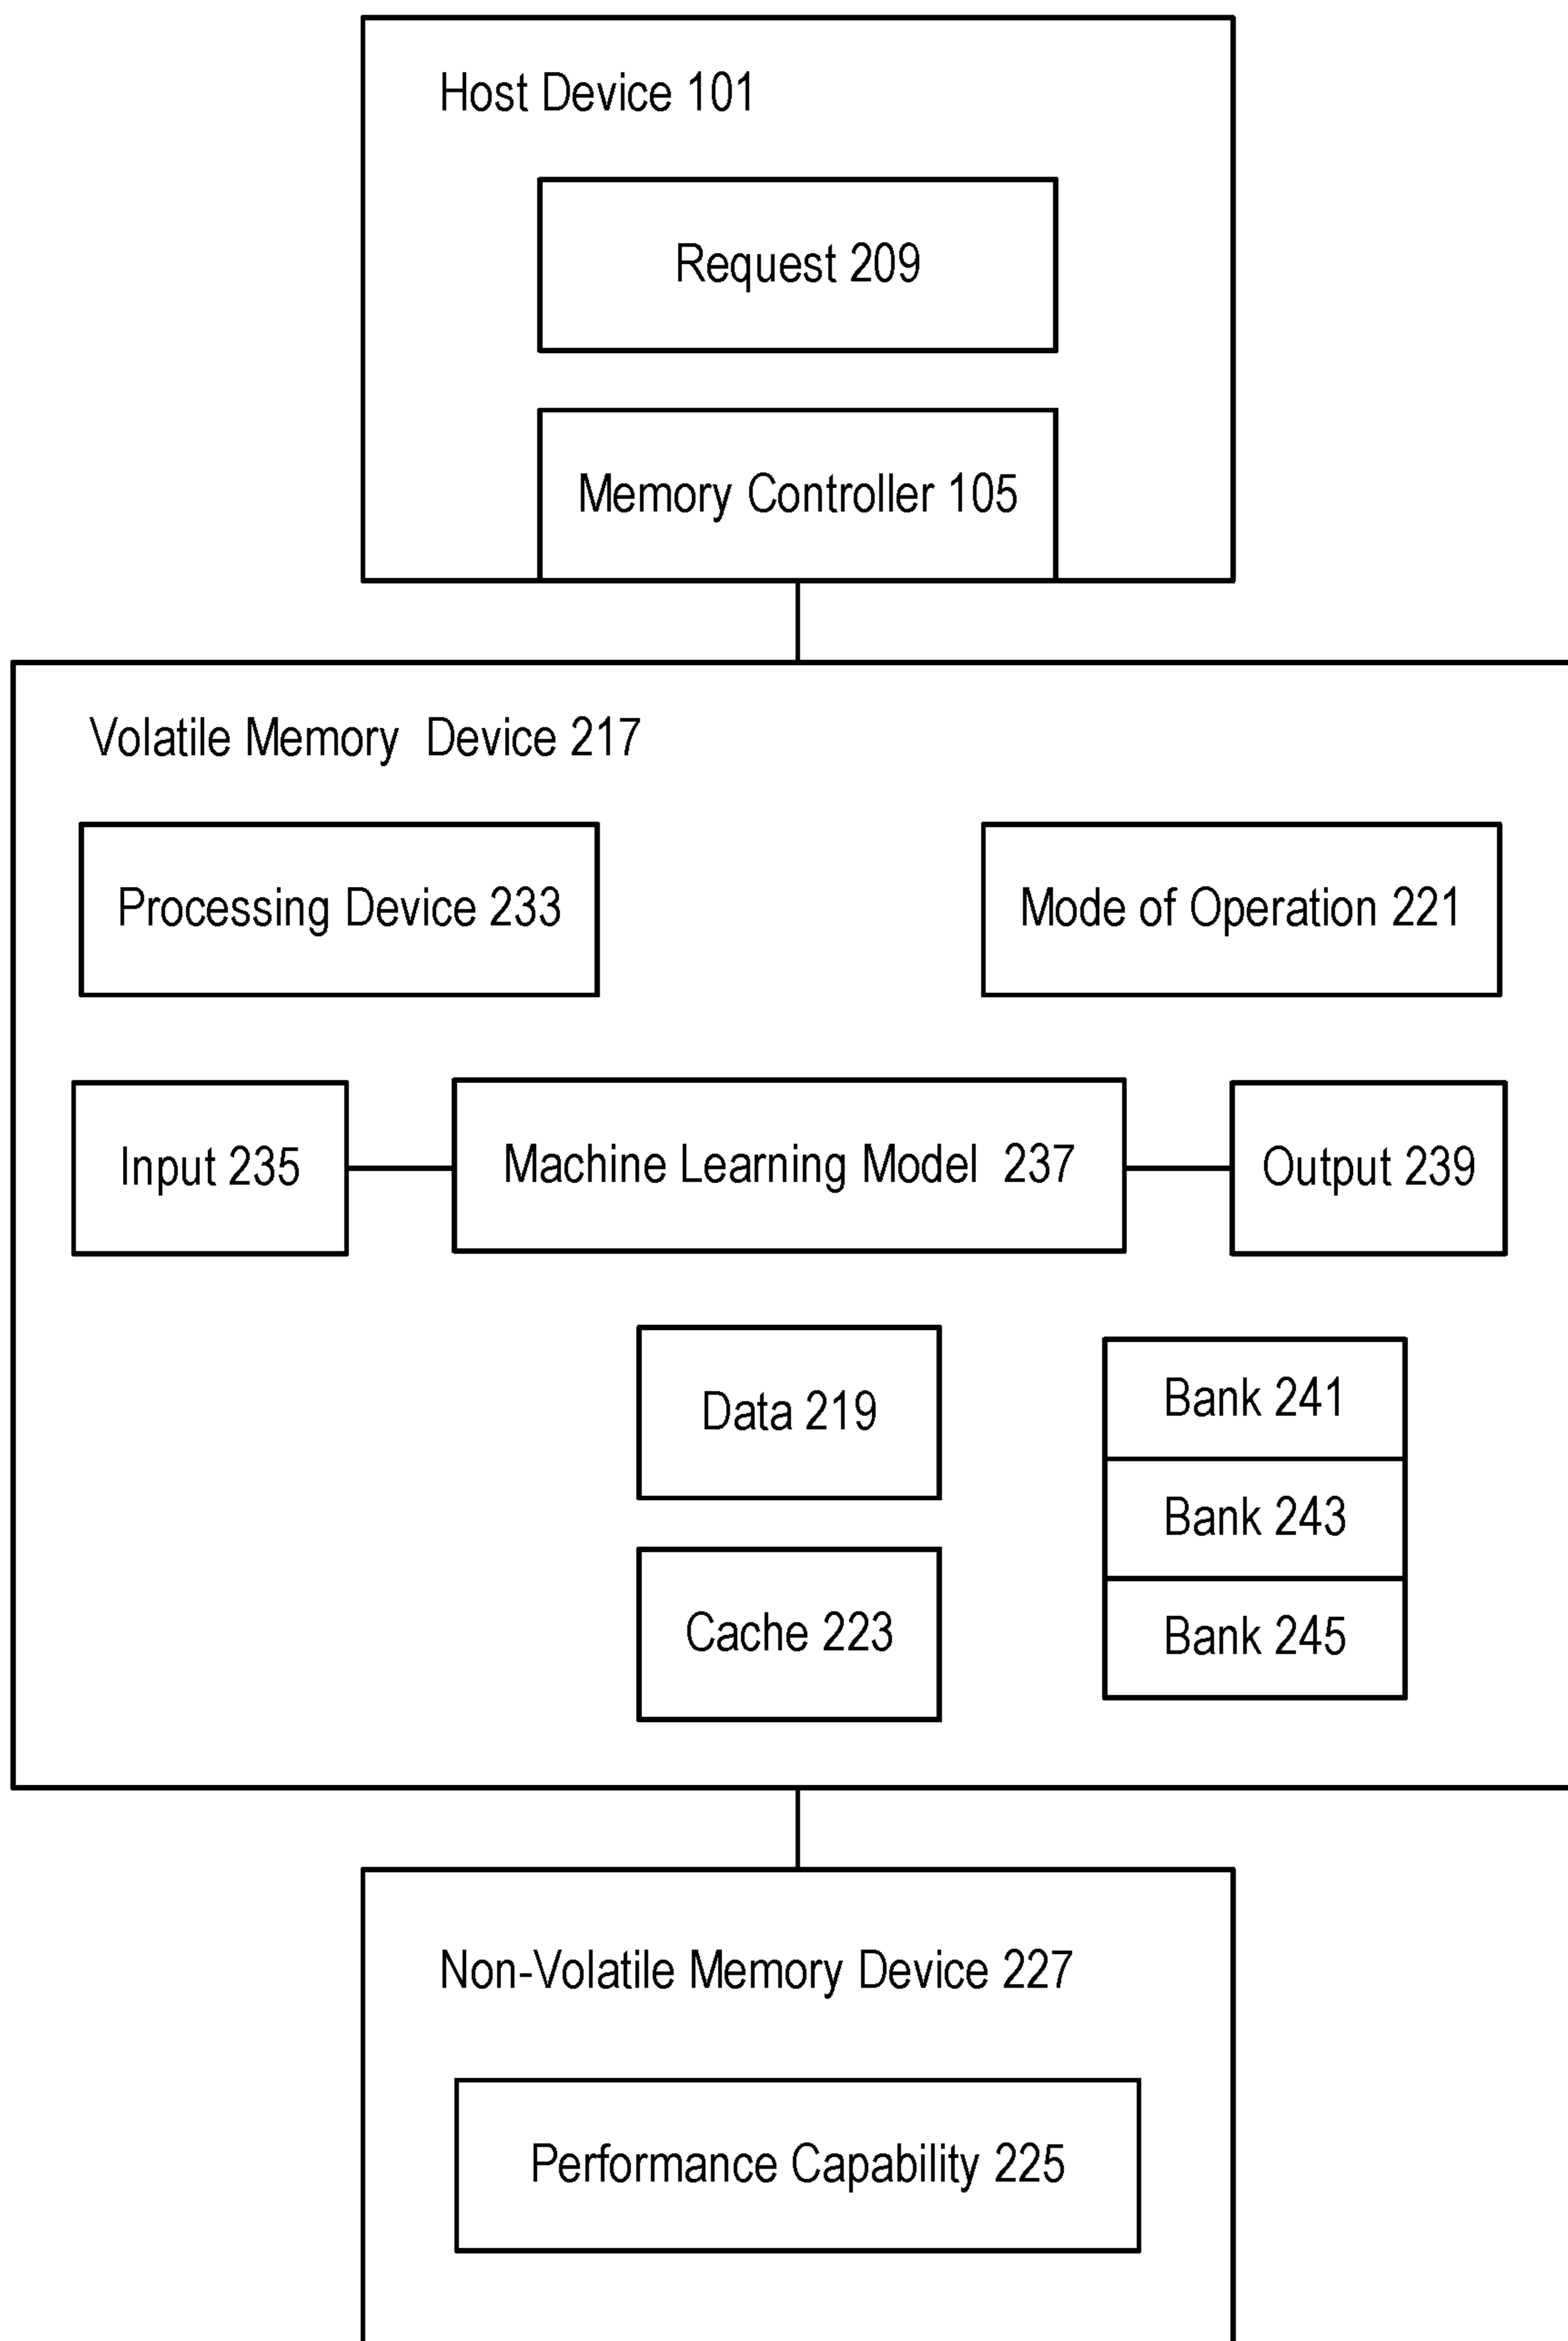 Host Device 101
Request 209
Memory Controller 105
Volatile Memory Device 217
Processing Device 233
Mode of Operation 221
Input 235
Machine Learning Model 237
Output 239
Data 219
Cache 223
Bank 241
Bank 243
Bank 245
Non-Volatile Memory Device 227
Performance Capability 225